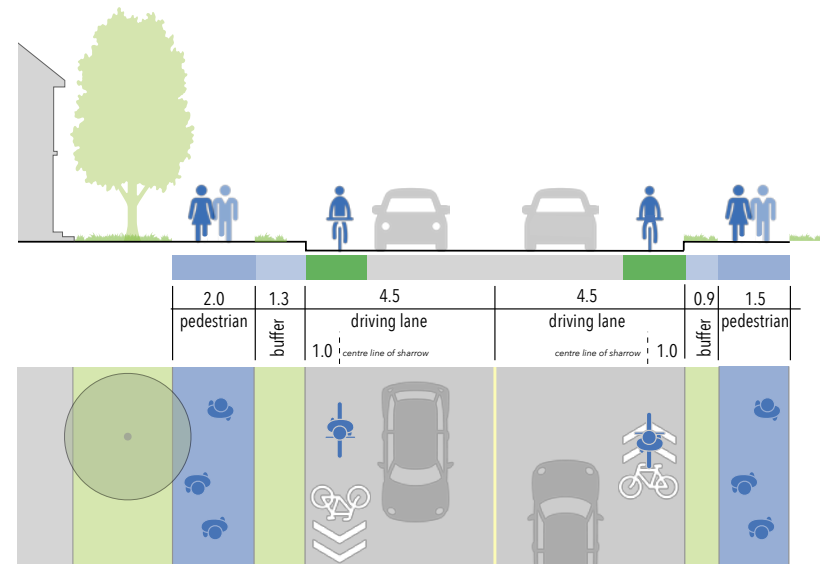 2.0 1.3 4.5 4.5 0.9 1.5
pedestrian buffer driving lane driving lane buffer pedestrian
1.0 centre line of sharrow centre line of sharrow 1.0